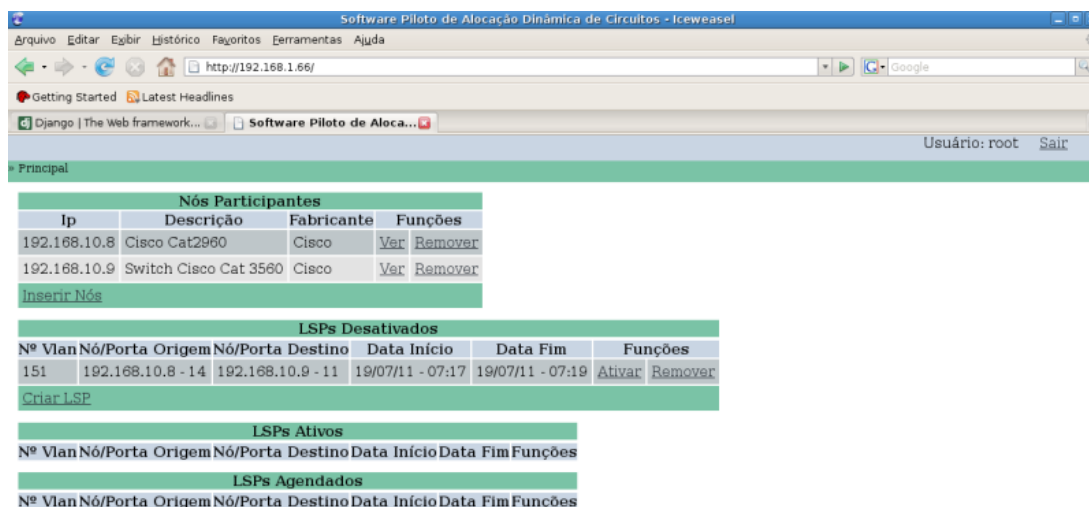 Software Piloto de Alocação Dinâmica de Circuitos - Iceweasel
Arquivo Editar Exibir Histórico Favoritos Ferramentas Ajuda
http://192.168.1.66/ Google
Getting Started Latest Headlines
Django | The Web framework... Software Piloto de Aloca...
Usuário: root Sair
» Principal
Nós Participantes
Ip Descrição Fabricante Funções
192.168.10.8 Cisco Cat2960 Cisco Ver Remover
192.168.10.9 Switch Cisco Cat 3560 Cisco Ver Remover
Inserir Nós
LSPs Desativados
Nº Vlan Nó/Porta Origem Nó/Porta Destino Data Início Data Fim Funções
151 192.168.10.8 - 14 192.168.10.9 - 11 19/07/11 - 07:17 19/07/11 - 07:19 Ativar Remover
Criar LSP
LSPs Ativos
Nº Vlan Nó/Porta Origem Nó/Porta Destino Data Início Data Fim Funções
LSPs Agendados
Nº Vlan Nó/Porta Origem Nó/Porta Destino Data Início Data Fim Funções